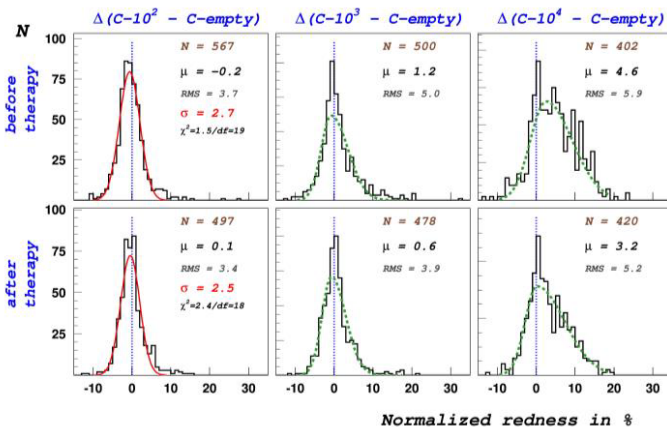 Δ(C-10² - C-empty) Δ(C-10³ - C-empty) Δ(C-10⁴ - C-empty)
N
before therapy
100
75
50
25
N = 567
μ = -0.2
RMS = 3.7
σ = 2.7
χ²=1.5/df=19
N = 500
μ = 1.2
RMS = 5.0
N = 402
μ = 4.6
RMS = 5.9
after therapy
100
75
50
25
N = 497
μ = 0.1
RMS = 3.4
σ = 2.5
χ²=2.4/df=18
N = 478
μ = 0.6
RMS = 3.9
N = 420
μ = 3.2
RMS = 5.2
-10 0 10 20 30 -10 0 10 20 30 -10 0 10 20 30
Normalized redness in %